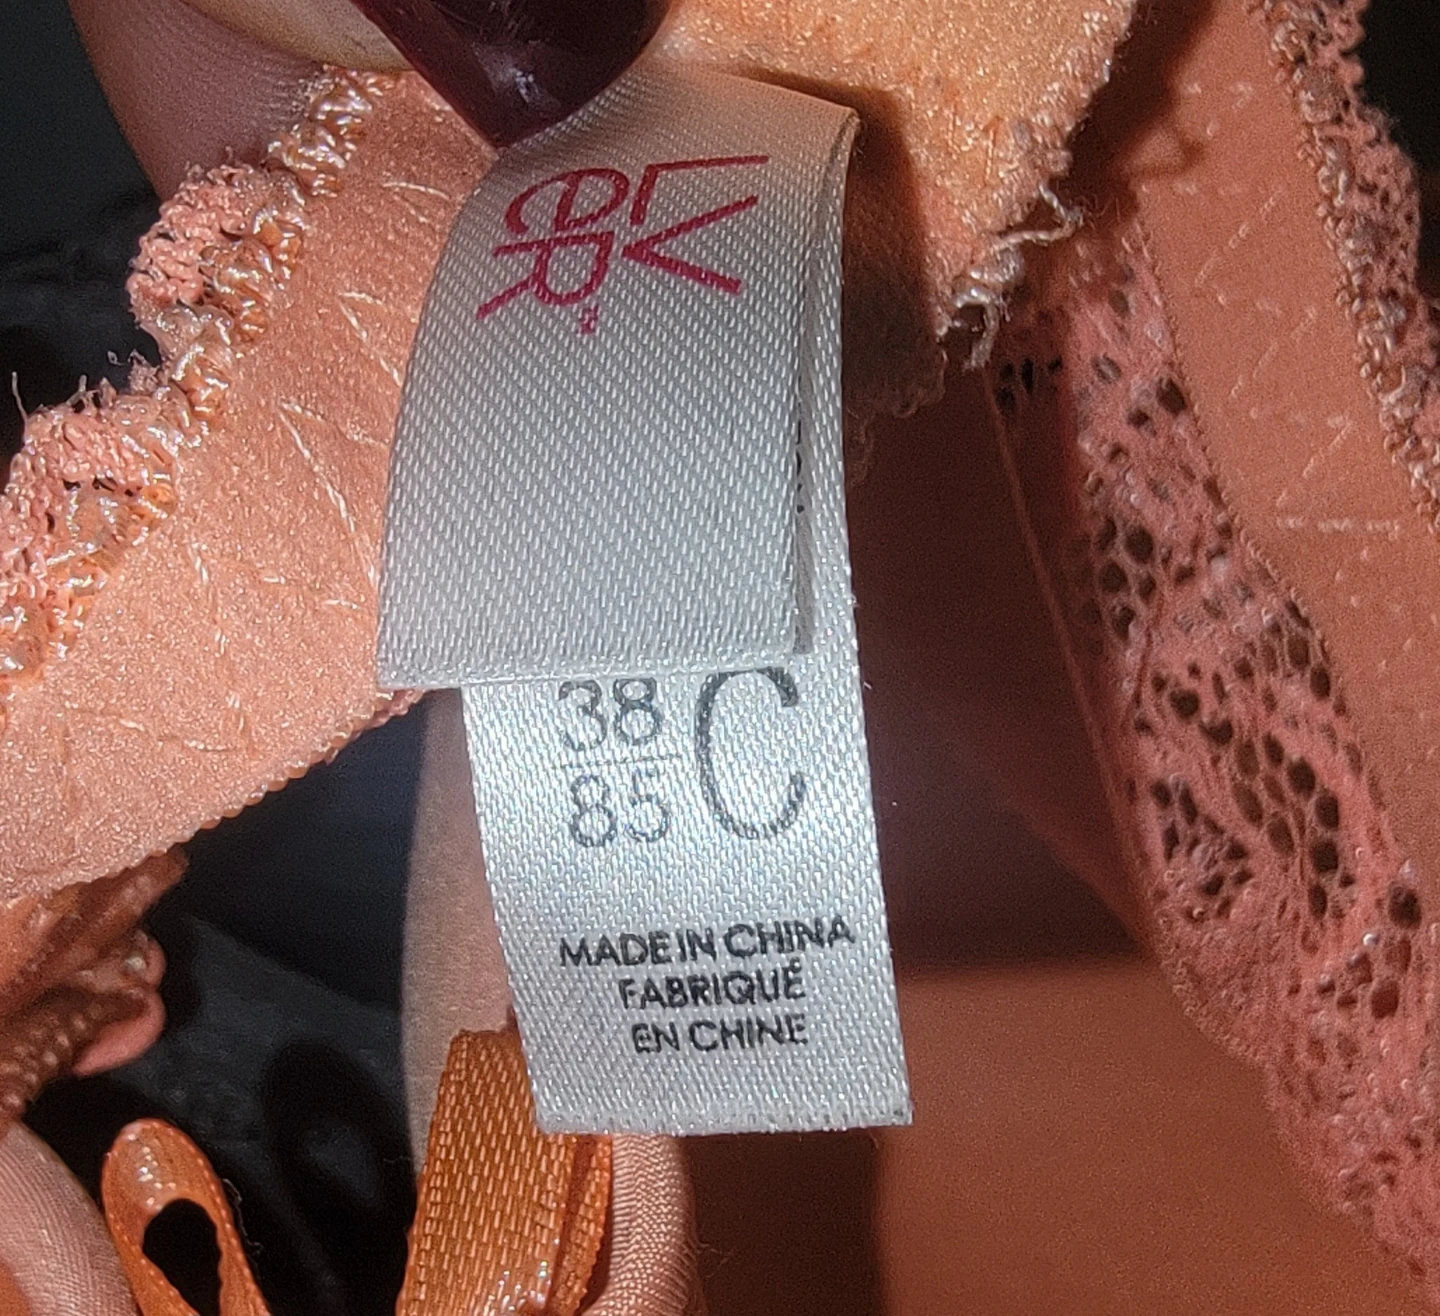 38 C
85
MADE IN CHINA
FABRIQUÉ
EN CHINE